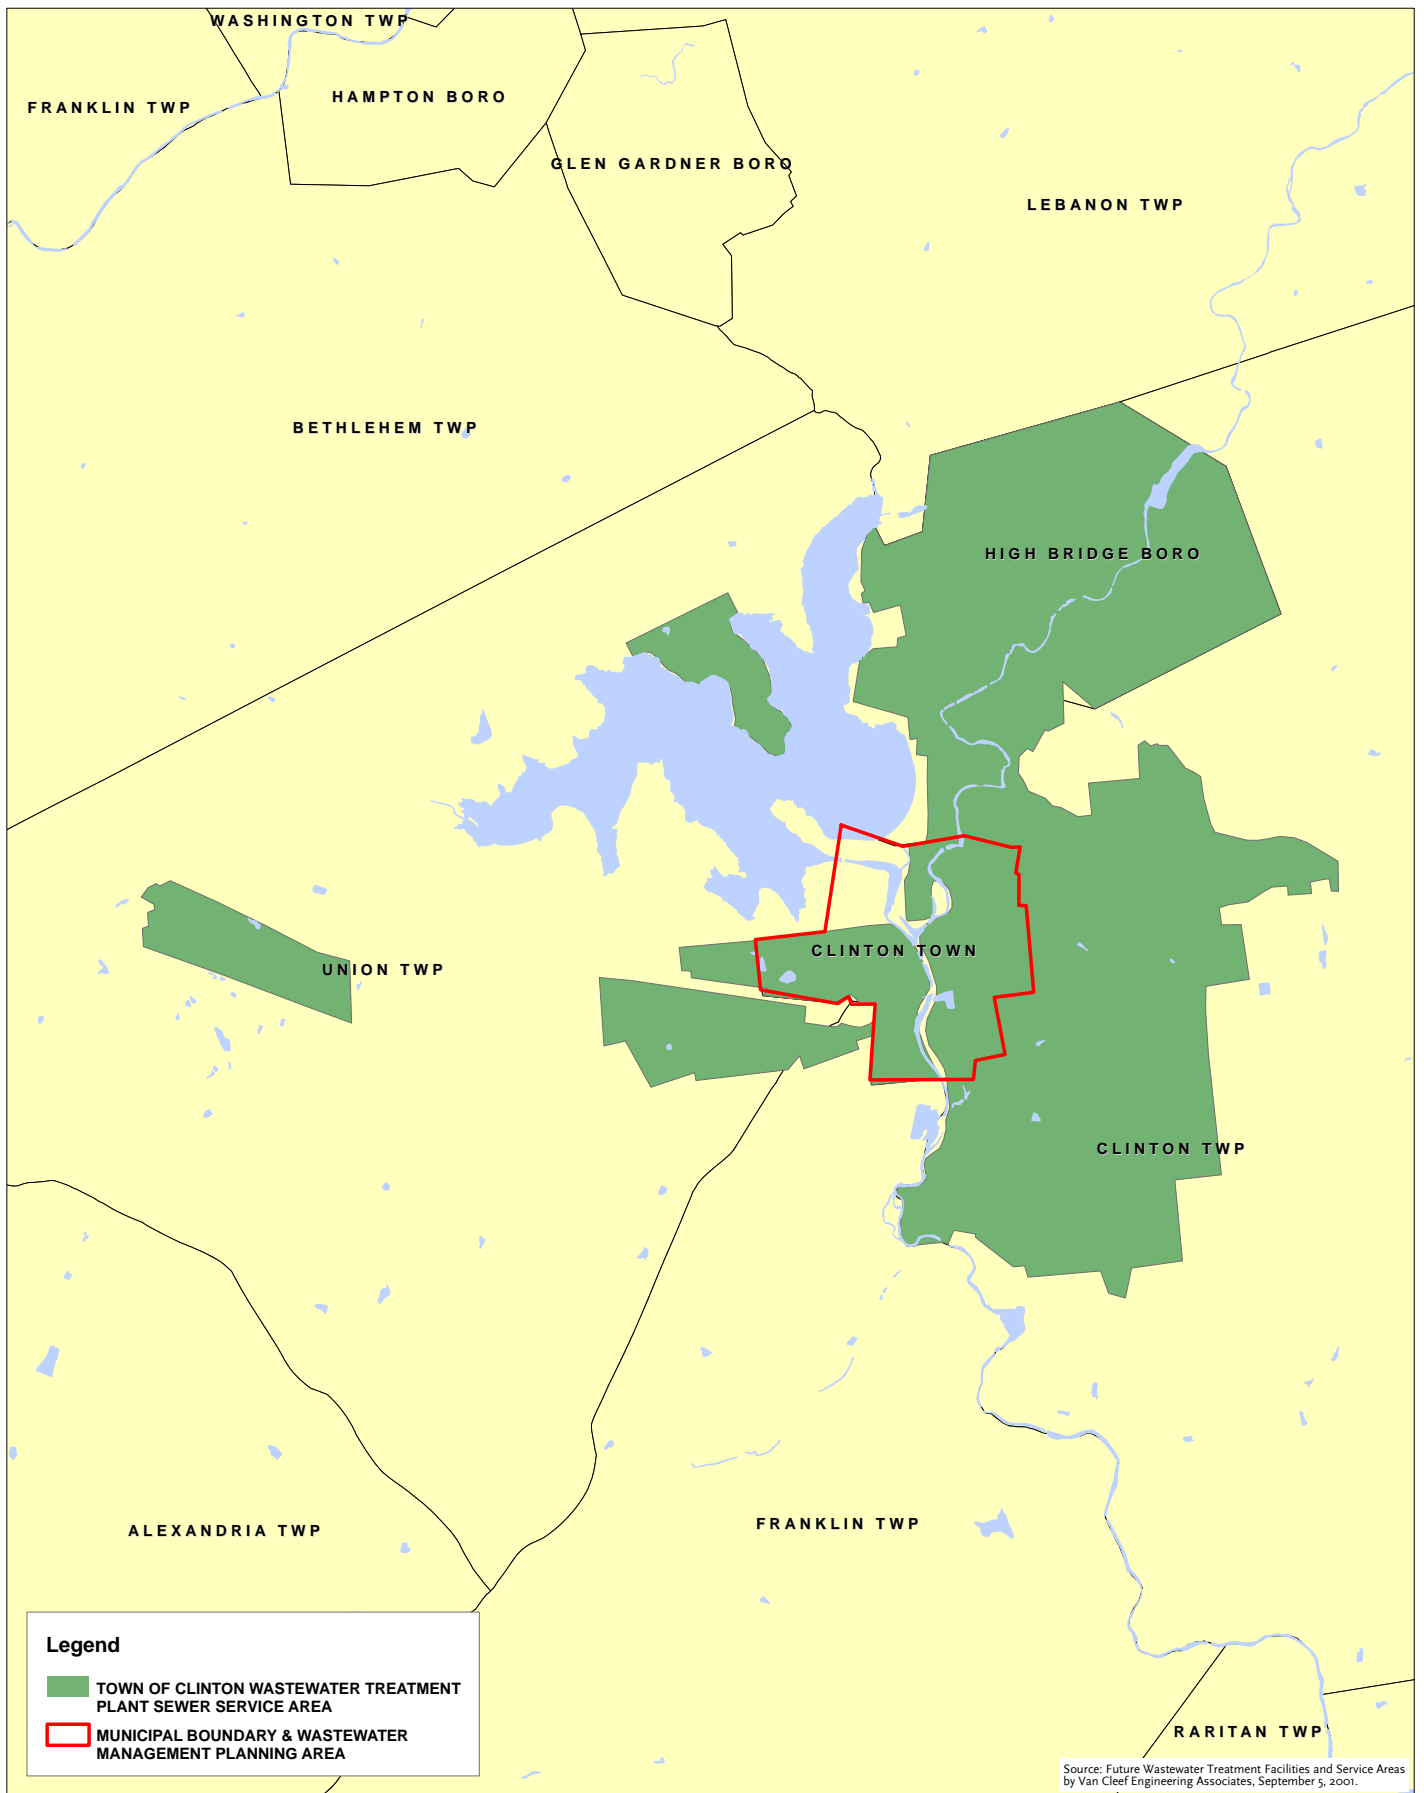 WASHINGTON TWP
FRANKLIN TWP
HAMPTON BORO
GLEN GARDNER BORO
LEBANON TWP
BETHLEHEM TWP
HIGH BRIDGE BORO
CLINTON TOWN
UNION TWP
CLINTON TWP
FRANKLIN TWP
ALEXANDRIA TWP
RARITAN TWP
Legend
TOWN OF CLINTON WASTEWATER TREATMENT
PLANT SEWER SERVICE AREA
MUNICIPAL BOUNDARY & WASTEWATER
MANAGEMENT PLANNING AREA
Source: Future Wastewater Treatment Facilities and Service Areas
by Van Cleef Engineering Associates, September 5, 2001.